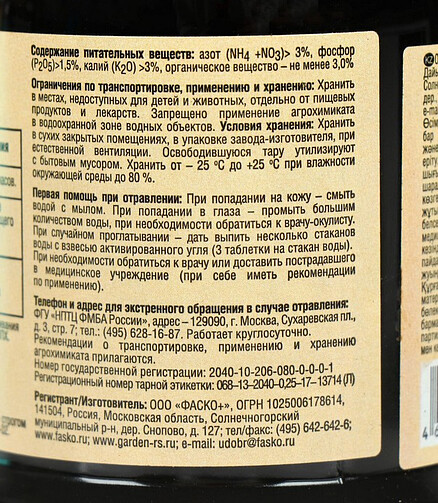 Содержание питательных веществ: азот (NH4 +NO3)> 3%, фосфор
(P2O5)>1,5%, калий (K2O) >3%, органическое вещество – не менее 3,0%
Ограничения по транспортировке, применению и хранению: Хранить
в местах, недоступных для детей и животных, отдельно от пищевых
продуктов и лекарств. Запрещено применение агрохимиката
в водоохранной зоне водных объектов. Условия хранения: Хранить
в сухих закрытых помещениях, в упаковке завода-изготовителя, при
естественной вентиляции. Освободившуюся тару утилизируют
с бытовым мусором. Хранить от – 25 °С до +25 °С при влажности
окружающей среды до 80 %.
Первая помощь при отравлении: При попадании на кожу – смыть
водой с мылом. При попадании в глаза – промыть большим
количеством воды, при необходимости обратиться к врачу-окулисту.
При случайном проглатывании – дать выпить несколько стаканов
воды с взвесью активированного угля (3 таблетки на стакан воды).
При необходимости обратиться к врачу или доставить пострадавшего
в медицинское учреждение (при себе иметь рекомендации
по применению).
Телефон и адрес для экстренного обращения в случае отравления:
ФГУ «НПТЦ ФМБА России», адрес – 129090, г. Москва, Сухаревская пл.,
д. 3, стр. 7; тел.: (495) 628-16-87. Работает круглосуточно.
Рекомендации о транспортировке, применению и хранению
агрохимиката прилагаются.
Номер государственной регистрации: 2040-10-206-080-0-0-0-1
Регистрационный номер тарной этикетки: 068-13-2040-0,25-17-13714 (Л)
Регистрант/Изготовитель: ООО «ФАСКО+», ОГРН 1025006178614,
141504, Россия, Московская область, Солнечногорский
муниципальный р-н, дер. Снопово, д. 127; тел/факс: (495) 642-642-6;
www.fasko.ru, www.garden-rs.ru; e-mail: udobr@fasko.ru